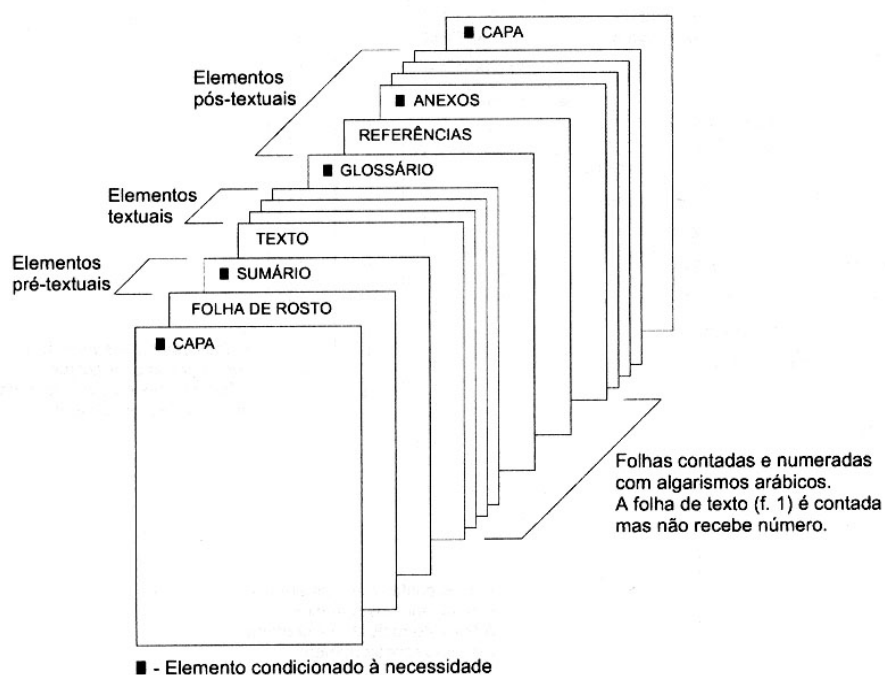 ■ CAPA
Elementos
pós-textuais
■ ANEXOS
REFERÊNCIAS
■ GLOSSÁRIO
Elementos
textuais
TEXTO
Elementos
pré-textuais
■ SUMÁRIO
FOLHA DE ROSTO
■ CAPA
Folhas contadas e numeradas
com algarismos arábicos.
A folha de texto (f. 1) é contada
mas não recebe número.
■ - Elemento condicionado à necessidade